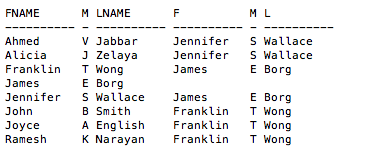 FNAME      M LNAME      F          M L
---------- - ---------- ---------- - ----------
Ahmed      V Jabbar     Jennifer   S Wallace
Alicia     J Zelaya     Jennifer   S Wallace
Franklin   T Wong       James      E Borg
James      E Borg
Jennifer   S Wallace    James      E Borg
John       B Smith      Franklin   T Wong
Joyce      A English    Franklin   T Wong
Ramesh     K Narayan    Franklin   T Wong